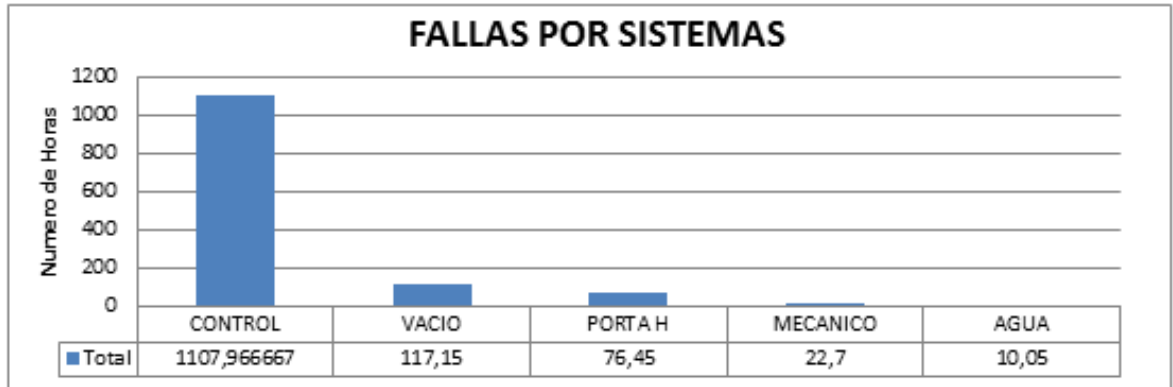 FALLAS POR SISTEMAS
Numero de Horas
1200
1000
800
600
400
200
0
CONTROL VACIO PORTA H MECANICO AGUA
Total 1107,966667 117,15 76,45 22,7 10,05